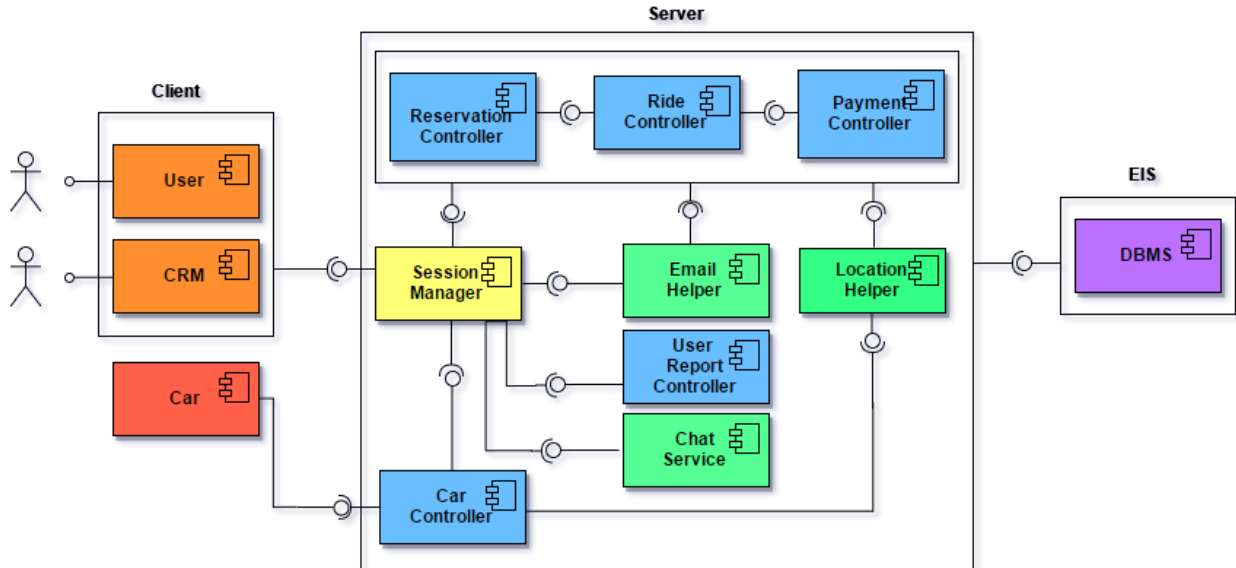 Server
Client
Reservation
Controller
Ride
Controller
Payment
Controller
User
EIS
CRM
Session
Manager
Email
Helper
Location
Helper
DBMS
User
Report
Controller
Car
Chat
Service
Car
Controller